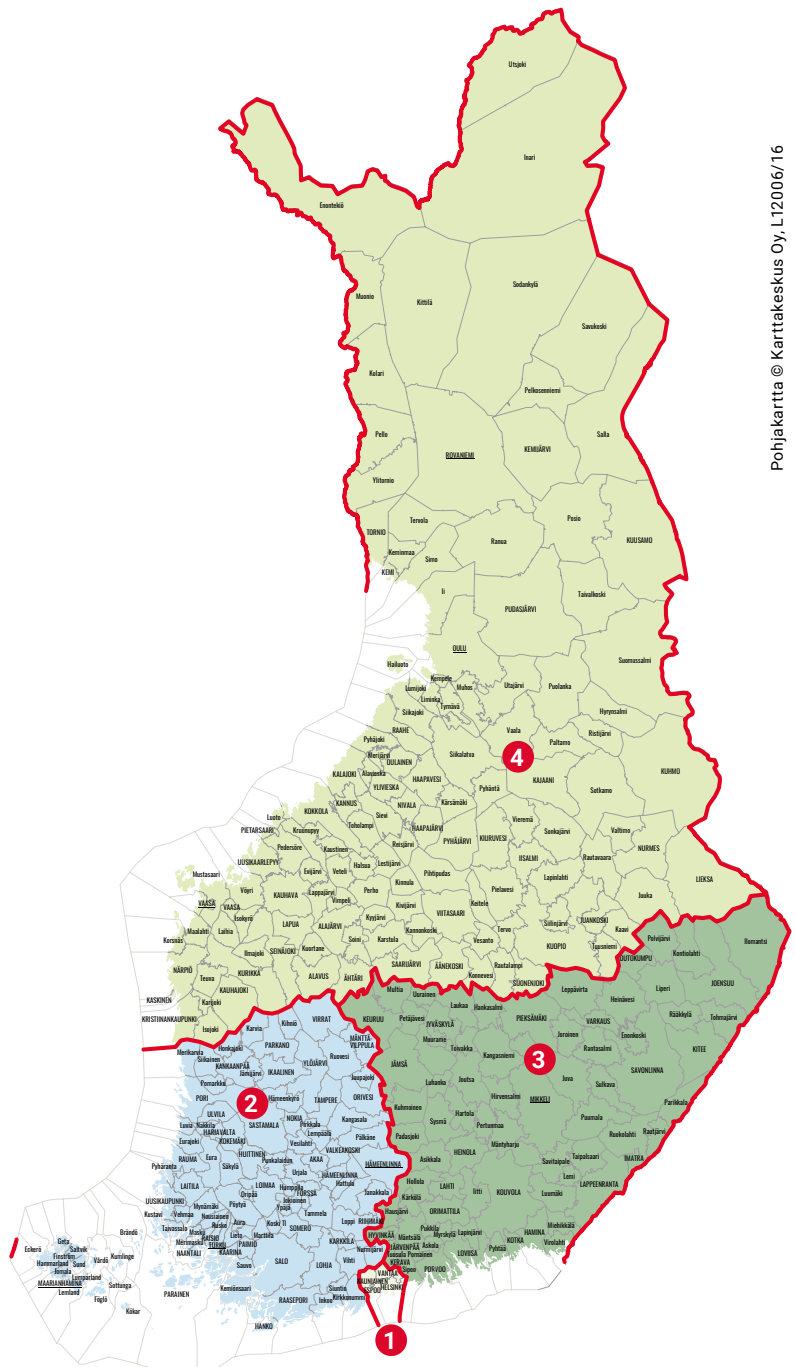 Utsjoki
Inari
Enontekiö
Muonio
Kittilä
Sodankylä
Savukoski
Kolari
Pelkosenniemi
Pello
ROVANIEMI
KEMIJÄRVI
Salla
Ylitornio
TORNIO
Tervola
Posio
Keminmaa
Ranua
KUUSAMO
KEMI
Simo
Ii
Taivalkoski
PUDASJÄRVI
OULU
Hailuoto
Suomussalmi
Kempele
Lumijoki
Muhos
Utajärvi
Puolanka
Liminka
Tyrnävä
Siikajoki
Hyrynsalmi
RAAHE
Vaala
Ristijärvi
Pyhäjoki
Paltamo
Merijärvi
Siikalatva
OULAINEN
4
KALAJOKI
Alavieska
HAAPAVESI
KAJAANI
KUHMO
YLIVIESKA
Pyhäntä
Sotkamo
KANNUS
NIVALA
Kärsämäki
KOKKOLA
Sievi
Luoto
Vieremä
PIETARSAARI
Kruunupyy
Toholampi
HAAPAJÄRVI
Sonkajärvi
Valtimo
PYHÄJÄRVI
KIURUVESI
Pedersöre
Kaustinen
Reisjärvi
NURMES
UUSIKAARLEPYY
Halsua
Lestijärvi
IISALMI
Rautavaara
Mustasaari
Evijärvi
Veteli
Pihtipudas
Lapinlahti
LIEKSA
Vöyri
KAUHAVA
Lappajärvi
Perho
Kinnula
Pielavesi
Juuka
VAASA
VAASA
Vimpeli
Kivijärvi
Keitele
Isokyrö
Kyyjärvi
VIITASAARI
Siilinjärvi
JUANKOSKI
Maalahti
Laihia
LAPUA
ALAJÄRVI
Kannonkoski
Tervo
Kaavi
Korsnäs
Soini
Karstula
Vesanto
KUOPIO
Tuusniemi
Polvijärvi
Ilomantsi
Ilmajoki
SEINÄJOKI
Kuortane
OUTOKUMPU
Kontiolahti
NÄRPIÖ
Teuva
KURIKKA
ALAVUS
ÄHTÄRI
SAARIJÄRVI
ÄÄNEKOSKI
Rautalampi
Konnevesi
SUONENJOKI
Leppävirta
JOENSUU
KAUHAJOKI
Multia
Uurainen
Heinävesi
Liperi
KASKINEN
Karijoki
Laukaa
Hankasalmi
Rääkkylä
Tohmajärvi
KRISTIINANKAUPUNKI
Isojoki
Karvia
Kihniö
VIRRAT
KEURUU
Petäjävesi
JYVÄSKYLÄ
PIEKSÄMÄKI
VARKAUS
Joroinen
Enonkoski
KITEE
Merikarvia
Honkajoki
PARKANO
MÄNTTÄ-
VILPPULA
Muurame
Toivakka
Rantasalmi
Siikainen
KANKAANPÄÄ
Jämijärvi
IKAALINEN
YLÖJÄRVI
Ruovesi
JÄMSÄ
Kangasniemi
3
SAVONLINNA
Pomarkku
Juupajoki
Luhanka
Joutsa
Juva
Sulkava
PORI
2
Hämeenkyrö
TAMPERE
ORIVESI
Kuhmoinen
Hirvensalmi
MIKKELI
Parikkala
ULVILA
NOKIA
Kangasala
Hartola
Puumala
Luvia
Nakkila
SASTAMALA
Pirkkala
Sysmä
Pertunmaa
HARJAVALTA
Lempäälä
Pälkäne
Padasjoki
Ruokolahti
Rautjärvi
Eurajoki
KOKEMÄKI
Vesilahti
VALKEAKOSKI
Mäntyharju
RAUMA
Eura
HUITTINEN
Punkalaidun
AKAA
HÄMEENLINNA
Asikkala
HEINOLA
Savitaipale
Taipalsaari
IMATRA
Pyhäranta
Säkylä
Urjala
HÄMEENLINNA
Hattula
Hollola
LAHTI
Iitti
KOUVOLA
Lemi
LAPPEENRANTA
LAITILA
LOIMAA
Humppila
FORSSA
Janakkala
Kärkölä
Luumäki
UUSIKAUPUNKI
Oripää
Jokioinen
Ypäjä
Tammela
ORIMATTILA
Kustavi
Vehmaa
Mynämäki
Pöytyä
Nousiainen
Koski Tl
Loppi
RIIHIMÄKI
Hausjärvi
Miehikkälä
Taivassalo
Masku
Rusko
Aura
SOMERO
HYVINKÄÄ
Pukkila
Myrskylä
Lapinjärvi
HAMINA
Virolahti
Merimasku
RAISIO
TURKU
Lieto
Marttila
KARKKILA
Mäntsälä
Askola
KOTKA
NAANTALI
KAARINA
PAIMIO
Nurmijärvi
JÄRVENPÄÄ
Tuusula
Pornainen
LOVIISA
Pyhtää
Brändö
Sauvo
SALO
LOHJA
Vihti
KERAVA
Sipoo
PORVOO
Eckerö
Geta
Saltvik
VANTAA
Finström
Hammarland
Sund
Vårdö
Kumlinge
Kemiönsaari
Siuntio
KAUNIAINEN
ESPOO
HELSINKI
Jomala
Lumparland
MAARIANHAMINA
Sottunga
PARAINEN
RAASEPORI
Inkoo
Kirkkonummi
Lemland
Föglö
Kökar
HANKO
1
Pohjakartta © Karttakeskus Oy, L12006/16